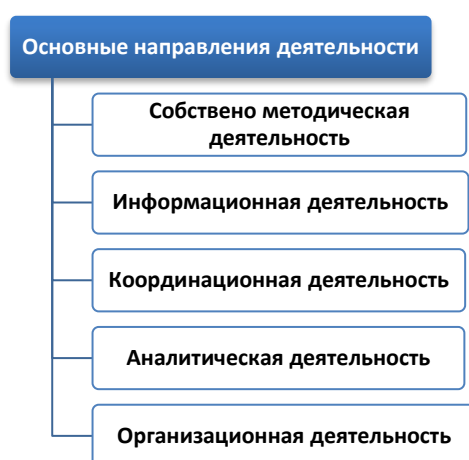 Основные направления деятельности
Собствено методическая
деятельность
Информационная деятельность
Координационная деятельность
Аналитическая деятельность
Организационная деятельность